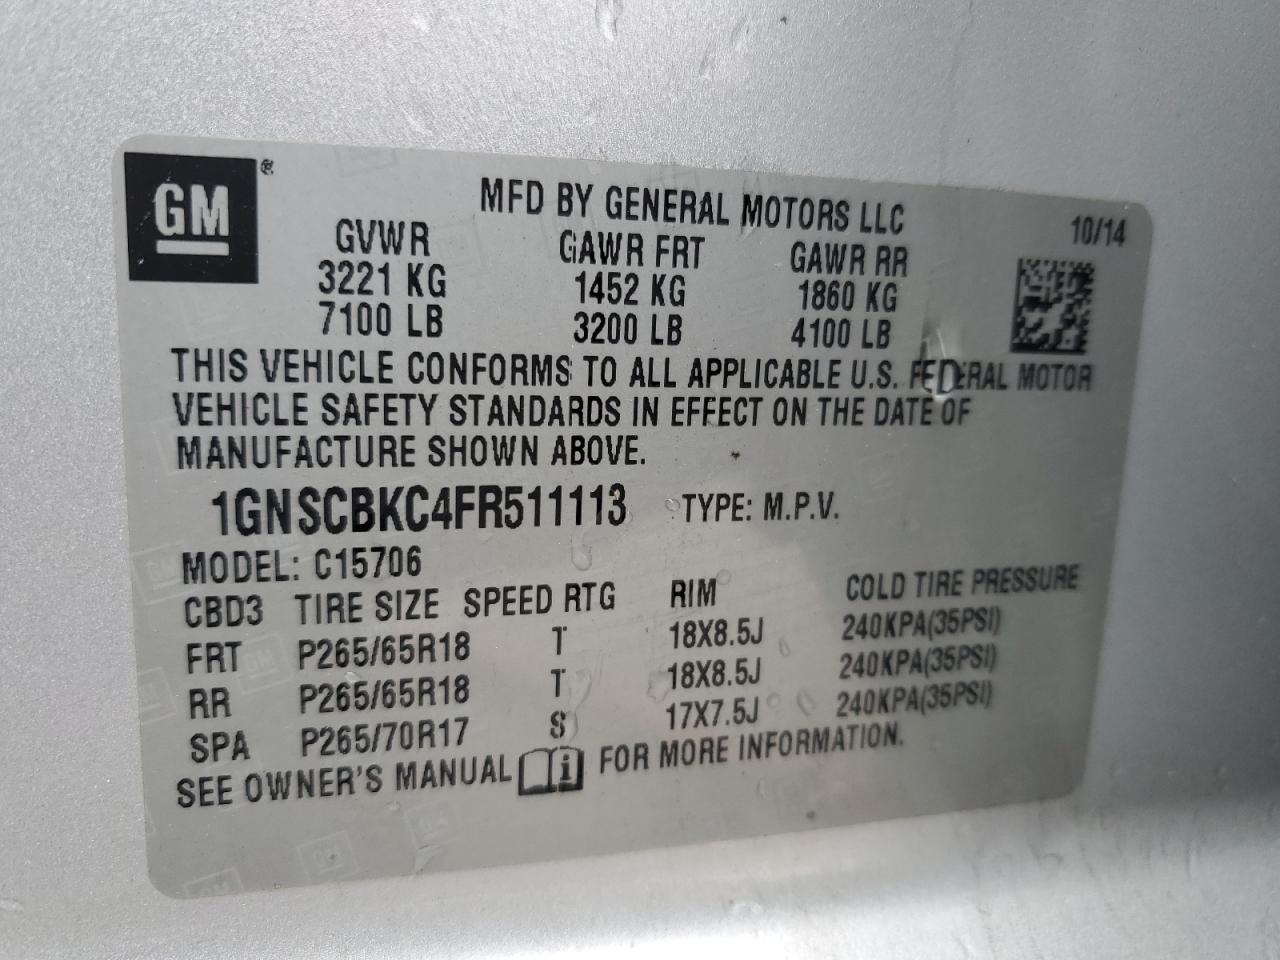 GM ®
MFD BY GENERAL MOTORS LLC
10/14
GVWR GAWR FRT GAWR RR
3221 KG 1452 KG 1860 KG
7100 LB 3200 LB 4100 LB
THIS VEHICLE CONFORMS TO ALL APPLICABLE U.S. FEDERAL MOTOR
VEHICLE SAFETY STANDARDS IN EFFECT ON THE DATE OF
MANUFACTURE SHOWN ABOVE.
1GNSCBKC4FR511113 TYPE: M.P.V.
MODEL: C15706
CBD3 TIRE SIZE SPEED RTG RIM COLD TIRE PRESSURE
FRT P265/65R18 T 18X8.5J 240KPA(35PSI)
RR P265/65R18 T 18X8.5J 240KPA(35PSI)
SPA P265/70R17 S 17X7.5J 240KPA(35PSI)
SEE OWNER'S MANUAL i FOR MORE INFORMATION.